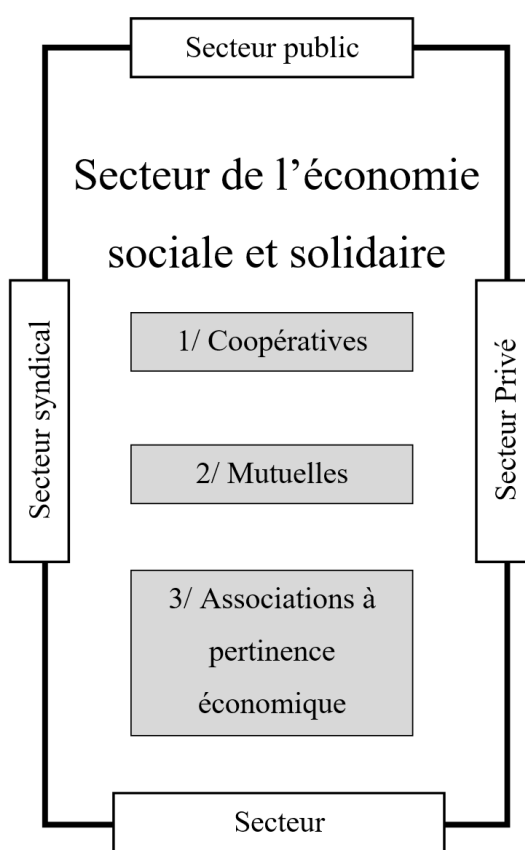 Secteur public
Secteur de l’économie
sociale et solidaire
1/ Coopératives
Secteur syndical
Secteur Privé
2/ Mutuelles
3/ Associations à
pertinence
économique
Secteur